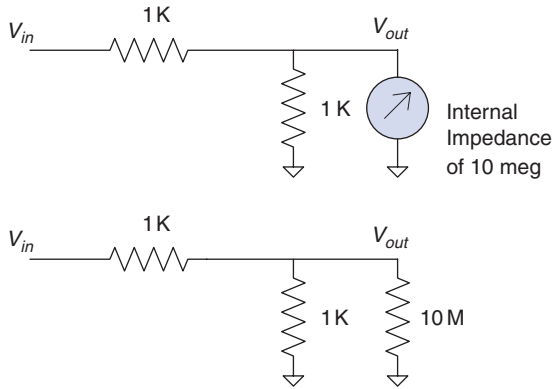 1 K
V_in
V_out
1 K
Internal
Impedance
of 10 meg
1 K
V_in
V_out
1 K
10 M